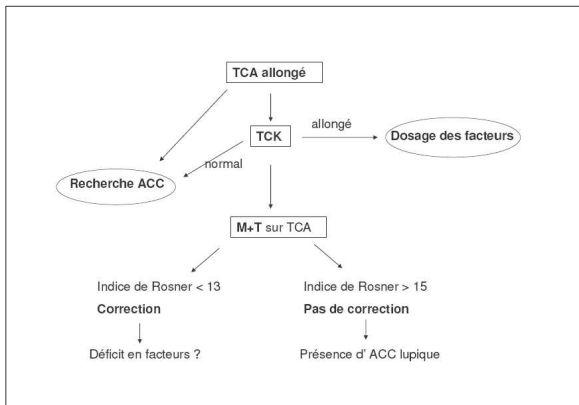 TCA allongé
TCK
allongé
Dosage des facteurs
normal
Recherche ACC
M+T sur TCA
Indice de Rosner < 13
Correction
Déficit en facteurs ?
Indice de Rosner > 15
Pas de correction
Présence d' ACC lupique